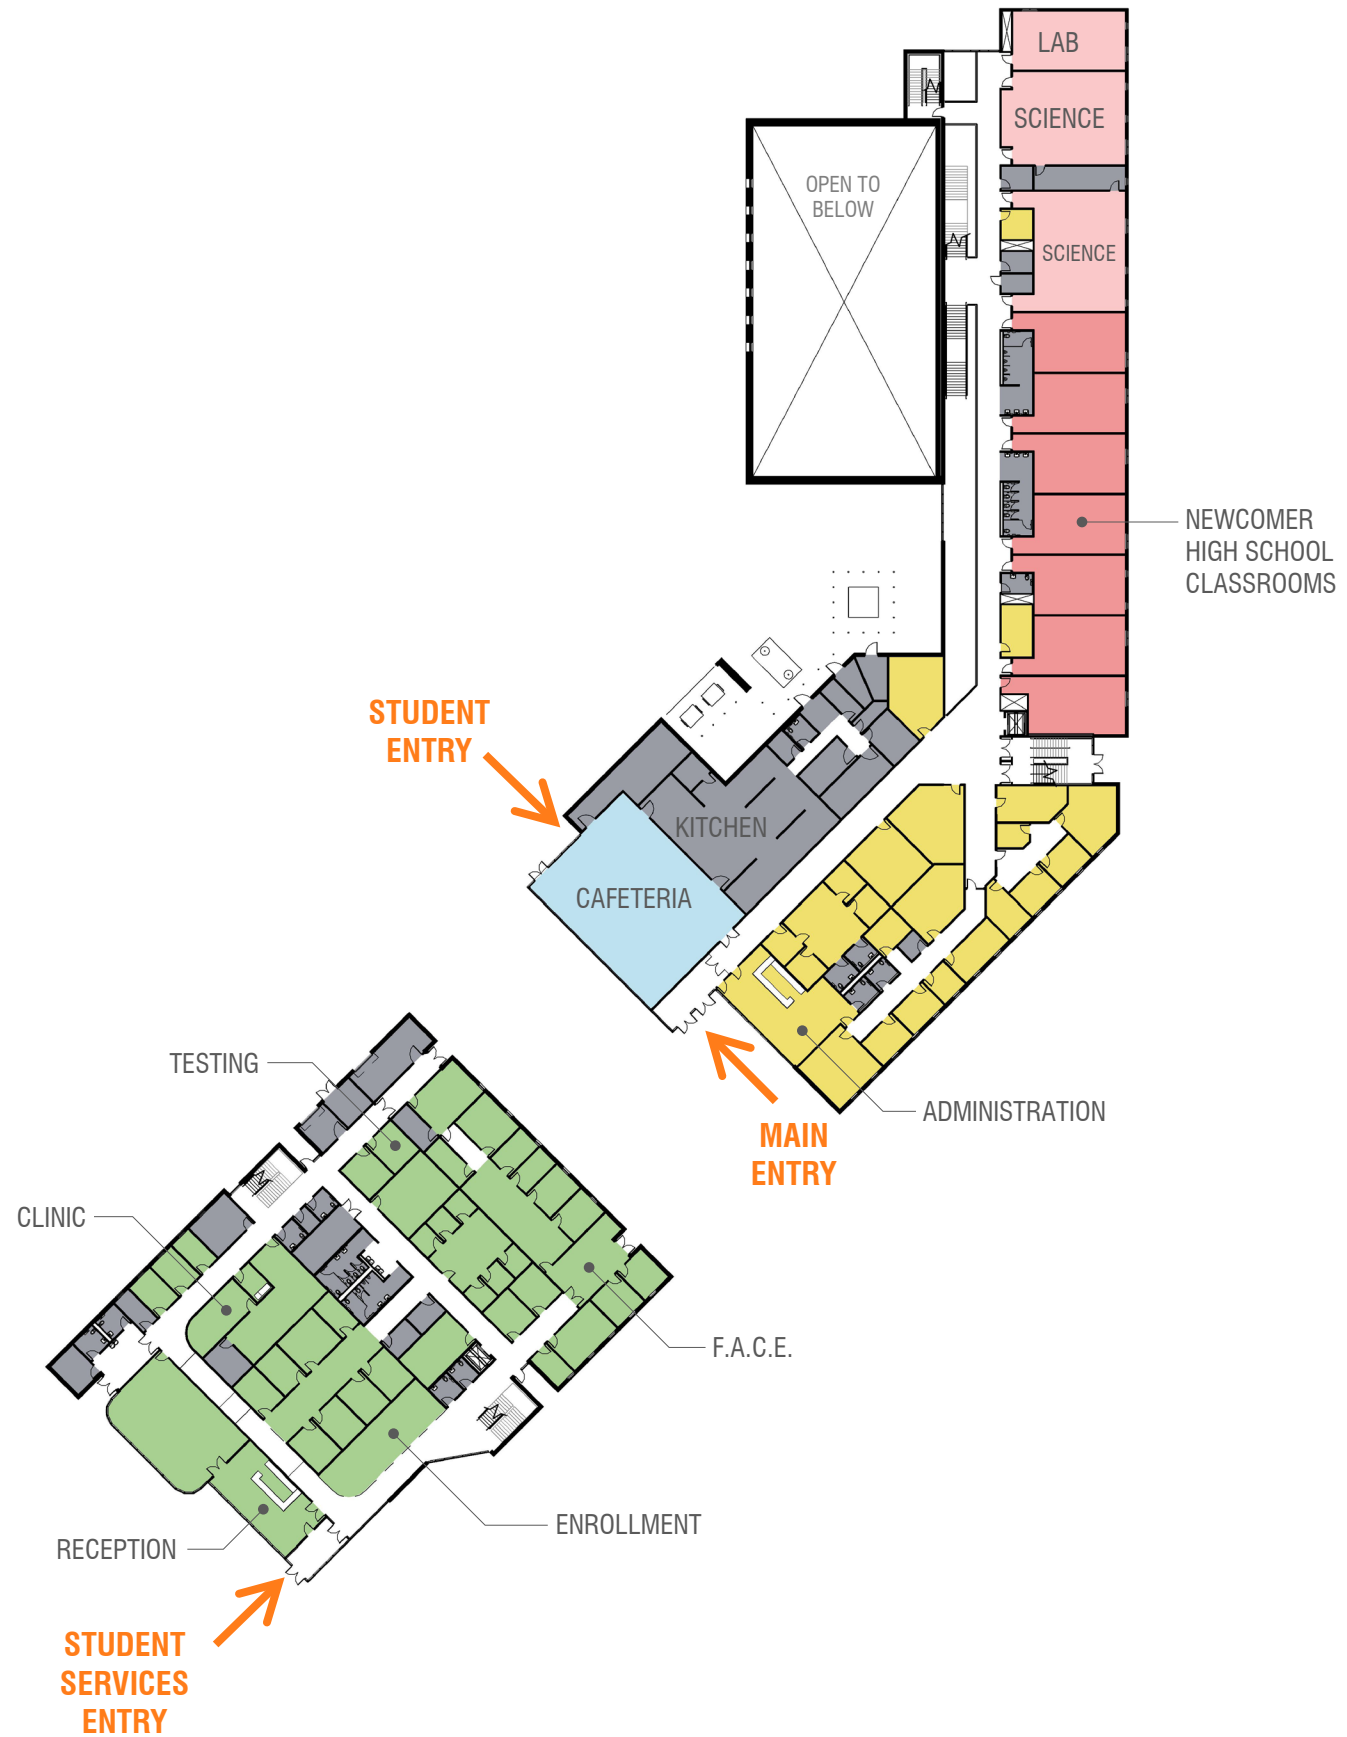 LAB
SCIENCE
OPEN TO
BELOW
SCIENCE
NEWCOMER
HIGH SCHOOL
CLASSROOMS
STUDENT
ENTRY
KITCHEN
CAFETERIA
TESTING
ADMINISTRATION
MAIN
ENTRY
CLINIC
F.A.C.E.
ENROLLMENT
RECEPTION
STUDENT
SERVICES
ENTRY